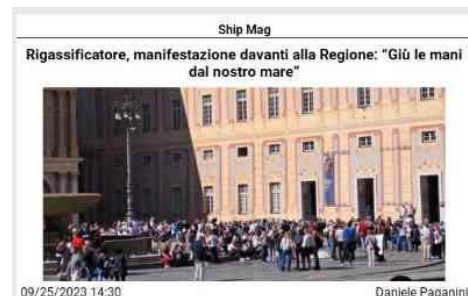 Ship Mag
Rigassificatore, manifestazione davanti alla Regione: “Giù le mani
dal nostro mare”
09/25/2023 14:30
Daniele Paganini